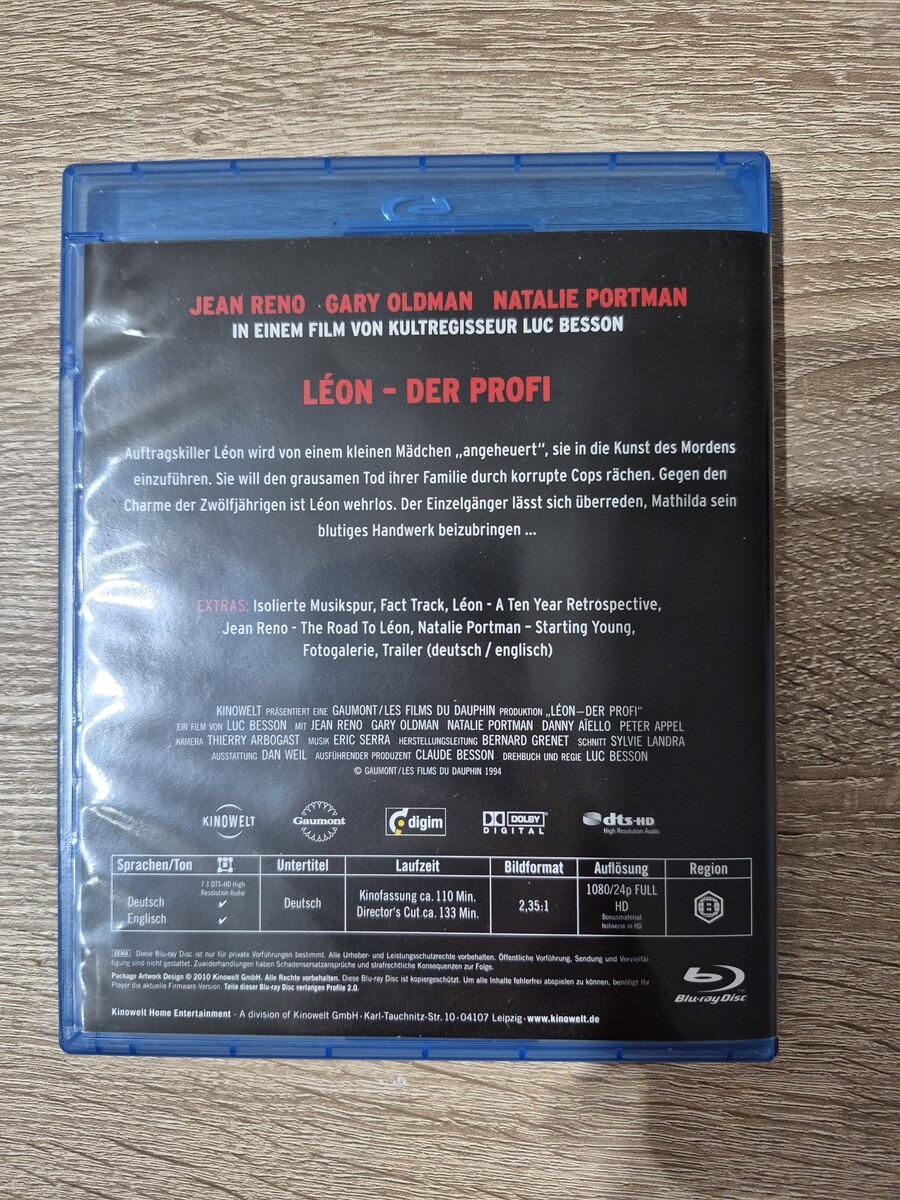 JEAN RENO GARY OLDMAN NATALIE PORTMAN
IN EINEM FILM VON KULTREGISSEUR LUC BESSON
LÉON – DER PROFI
Auftragskiller Léon wird von einem kleinen Mädchen „angeheuert“, sie in die Kunst des Mordens
einzuführen. Sie will den grausamen Tod ihrer Familie durch korrupte Cops rächen. Gegen den
Charme der Zwölfjährigen ist Léon wehrlos. Der Einzelgänger lässt sich überreden, Mathilda sein
blutiges Handwerk beizubringen ...
EXTRAS: Isolierte Musikspur, Fact Track, Léon - A Ten Year Retrospective,
Jean Reno - The Road To Léon, Natalie Portman – Starting Young,
Fotogalerie, Trailer (deutsch / englisch)
KINOWELT PRÄSENTIERT EINE GAUMONT/LES FILMS DU DAUPHIN PRODUKTION „LÉON–DER PROFI“
EIN FILM VON LUC BESSON MIT JEAN RENO GARY OLDMAN NATALIE PORTMAN DANNY AÏELLO PETER APPEL
KAMERA THIERRY ARBOGAST MUSIK ERIC SERRA HERSTELLUNGSLEITUNG BERNARD GRENET SCHNITT SYLVIE LANDRA
AUSSTATTUNG DAN WEIL AUSFÜHRENDER PRODUZENT CLAUDE BESSON DREHBUCH UND REGIE LUC BESSON
© GAUMONT/LES FILMS DU DAUPHIN 1994
KINOWELT Gaumont digim DOLBY DIGITAL dts-HD High Resolution Audio
Sprachen/Ton Untertitel Laufzeit Bildformat Auflösung Region
7.1 DTS-HD High
Resolution Audio
Deutsch ✓
Englisch ✓
Deutsch
Kinofassung ca. 110 Min.
Director's Cut ca. 133 Min.
2,35:1
1080/24p FULL
HD
Bonusmaterial
teilweise in HD
B
GEMA Diese Blu-ray Disc ist nur für private Vorführungen bestimmt. Alle Urheber- und Leistungsschutzrechte vorbehalten. Öffentliche Vorführung, Sendung und Vervielfäl-
tigung sind nicht gestattet. Zuwiderhandlungen haben Schadensersatzansprüche und strafrechtliche Konsequenzen zur Folge.
Package Artwork Design © 2010 Kinowelt GmbH. Alle Rechte vorbehalten. Diese Blu-ray Disc ist kopiergeschützt. Um alle Inhalte fehlerfrei abspielen zu können, benötigt Ihr
Player die aktuelle Firmware-Version. Teile dieser Blu-ray Disc verlangen Profile 2.0.
Blu-ray Disc
Kinowelt Home Entertainment - A division of Kinowelt GmbH · Karl-Tauchnitz-Str. 10 · 04107 Leipzig · www.kinowelt.de